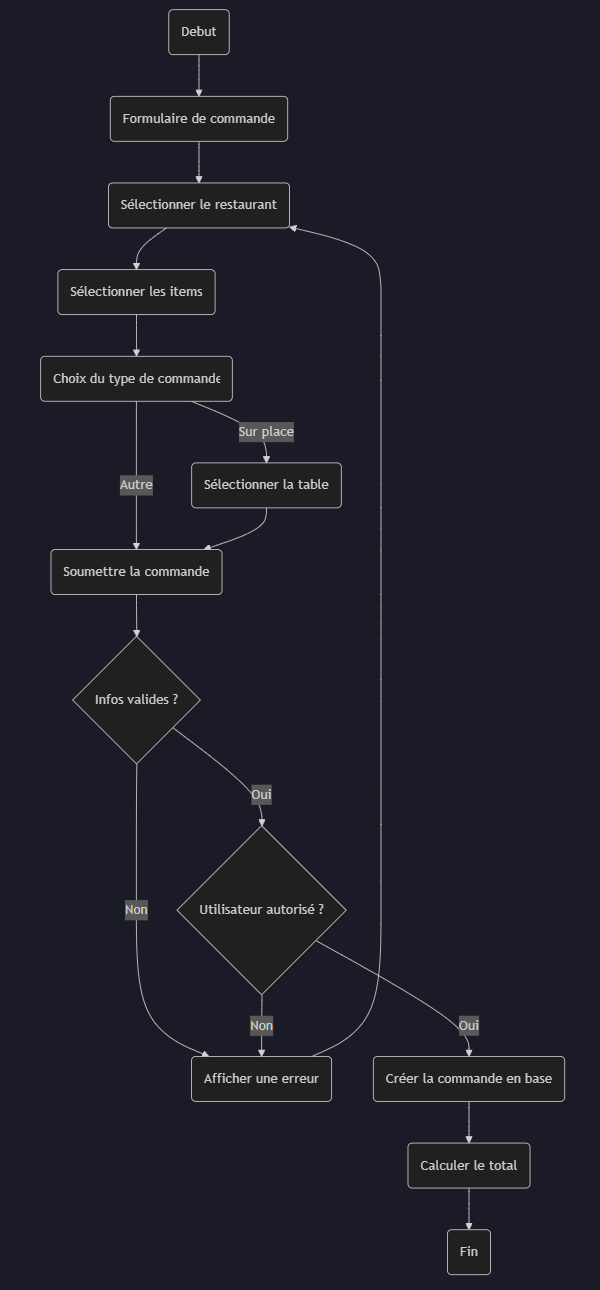 Debut
Formulaire de commande
Sélectionner le restaurant
Sélectionner les items
Choix du type de commande
Sur place
Autre
Sélectionner la table
Soumettre la commande
Infos valides ?
Oui
Non
Utilisateur autorisé ?
Non
Oui
Afficher une erreur
Créer la commande en base
Calculer le total
Fin